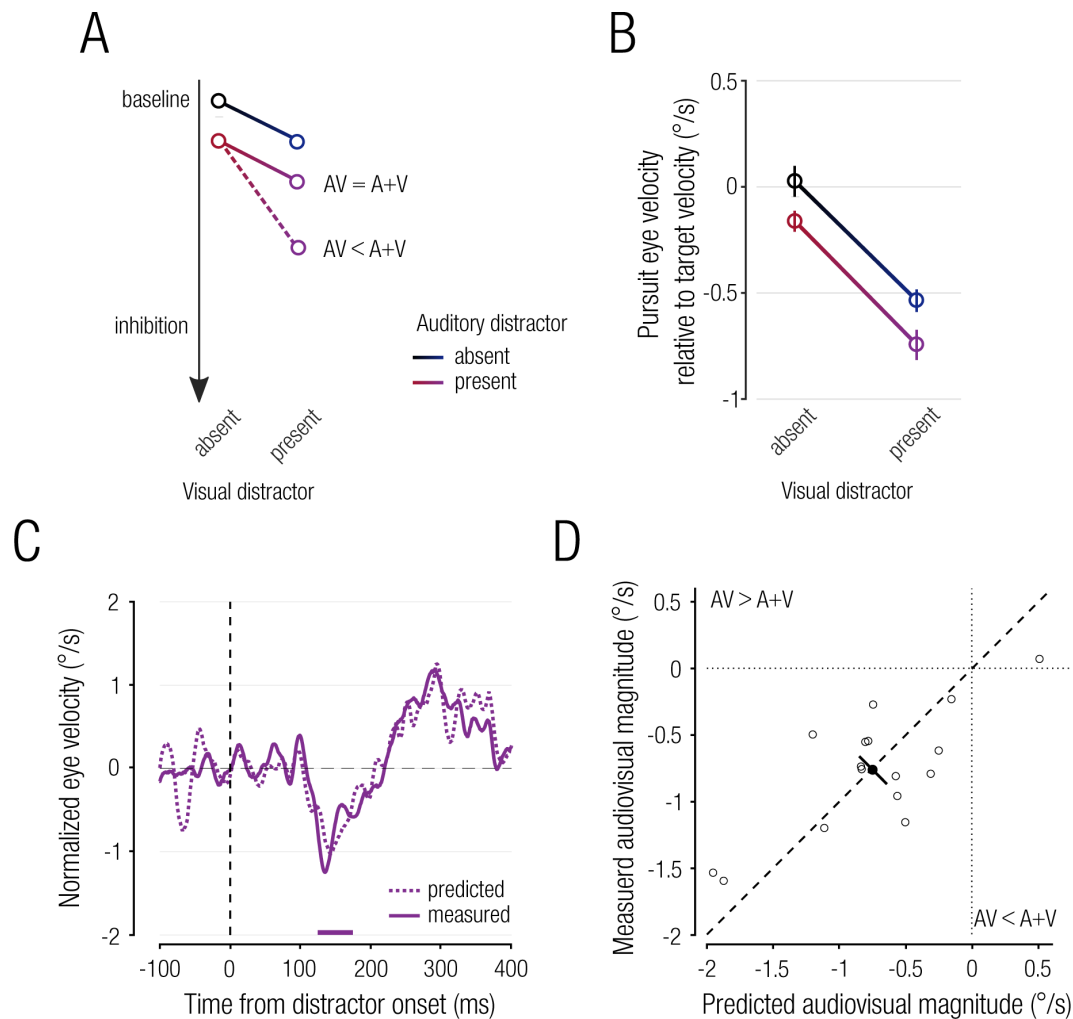 A
baseline
AV = A+V
AV < A+V
inhibition
Auditory distractor
absent
present
absent
present
Visual distractor
B
Pursuit eye velocity
relative to target velocity (°/s)
0.5
0
-0.5
-1
absent
present
Visual distractor
C
Normalized eye velocity (°/s)
2
1
0
-1
-2
predicted
measured
-100
0
100
200
300
400
Time from distractor onset (ms)
D
Measuerd audiovisual magnitude (°/s)
0.5
0
-0.5
-1
-1.5
-2
AV > A+V
AV < A+V
-2
-1.5
-1
-0.5
0
0.5
Predicted audiovisual magnitude (°/s)